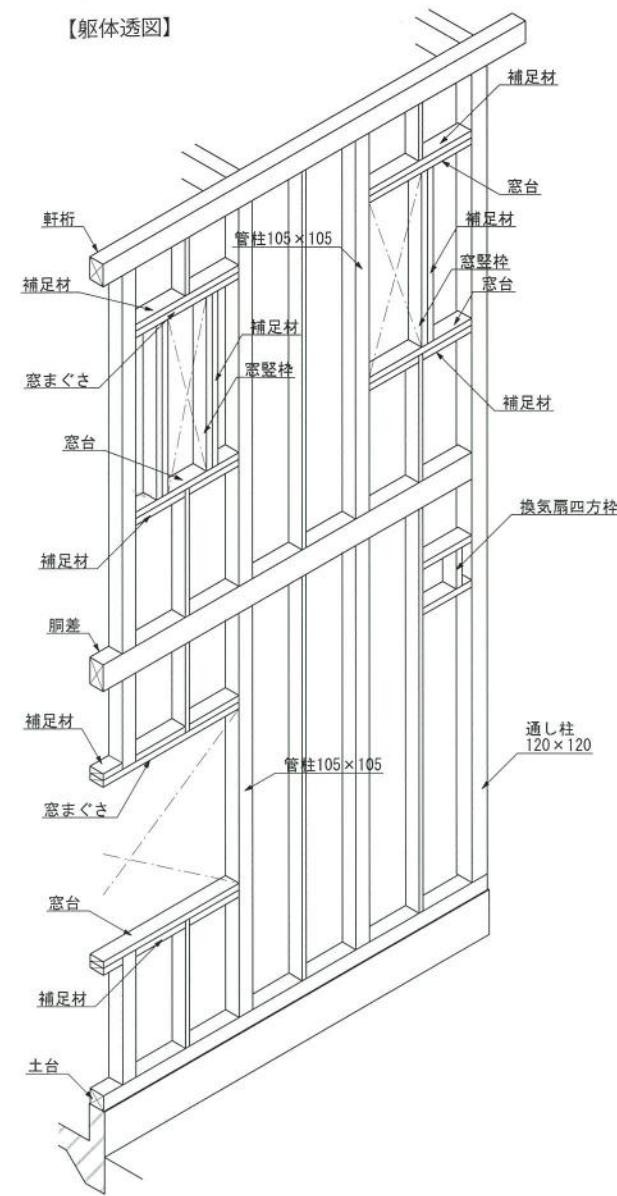 【躯体透図】
補足材
窓台
補足材
軒桁
管柱105×105
窓竪枠
窓台
補足材
補足材
窓まぐさ
窓竪枠
補足材
窓台
補足材
換気扇四方枠
胴差
補足材
通し柱
120×120
管柱105×105
窓まぐさ
窓台
補足材
土台